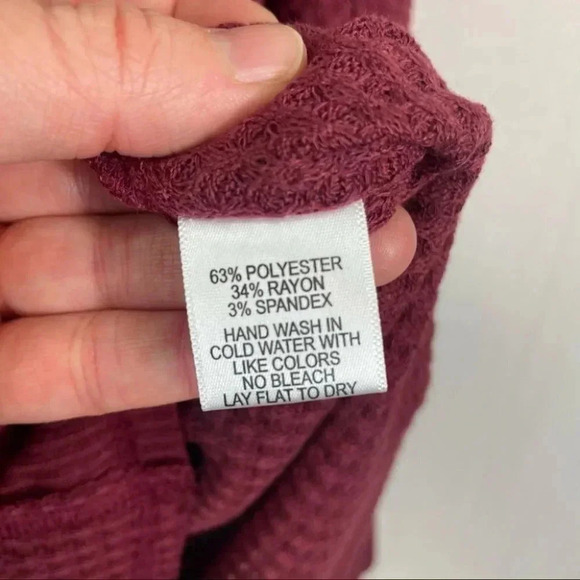 63% POLYESTER
34% RAYON
3% SPANDEX
HAND WASH IN
COLD WATER WITH
LIKE COLORS
NO BLEACH
LAY FLAT TO DRY